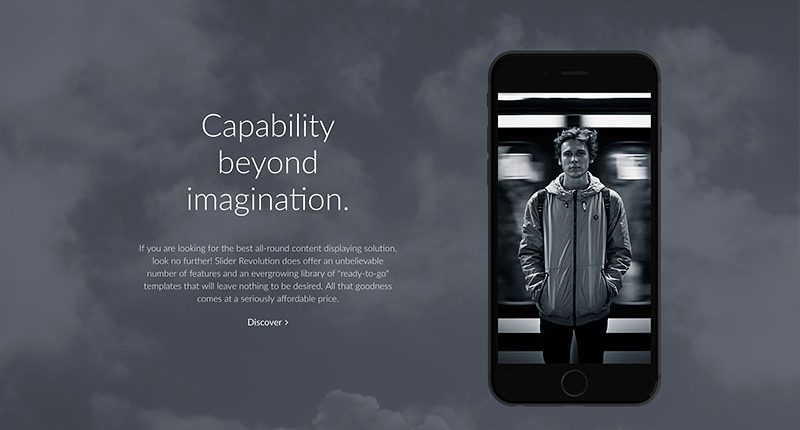 Capability
beyond
imagination.
If you are looking for the best all-round content displaying solution,
look no further! Slider Revolution does offer an unbelievable
number of features and an evergrowing library of "ready-to-go"
templates that will leave nothing to be desired. All that goodness
comes at a seriously affordable price.
Discover >